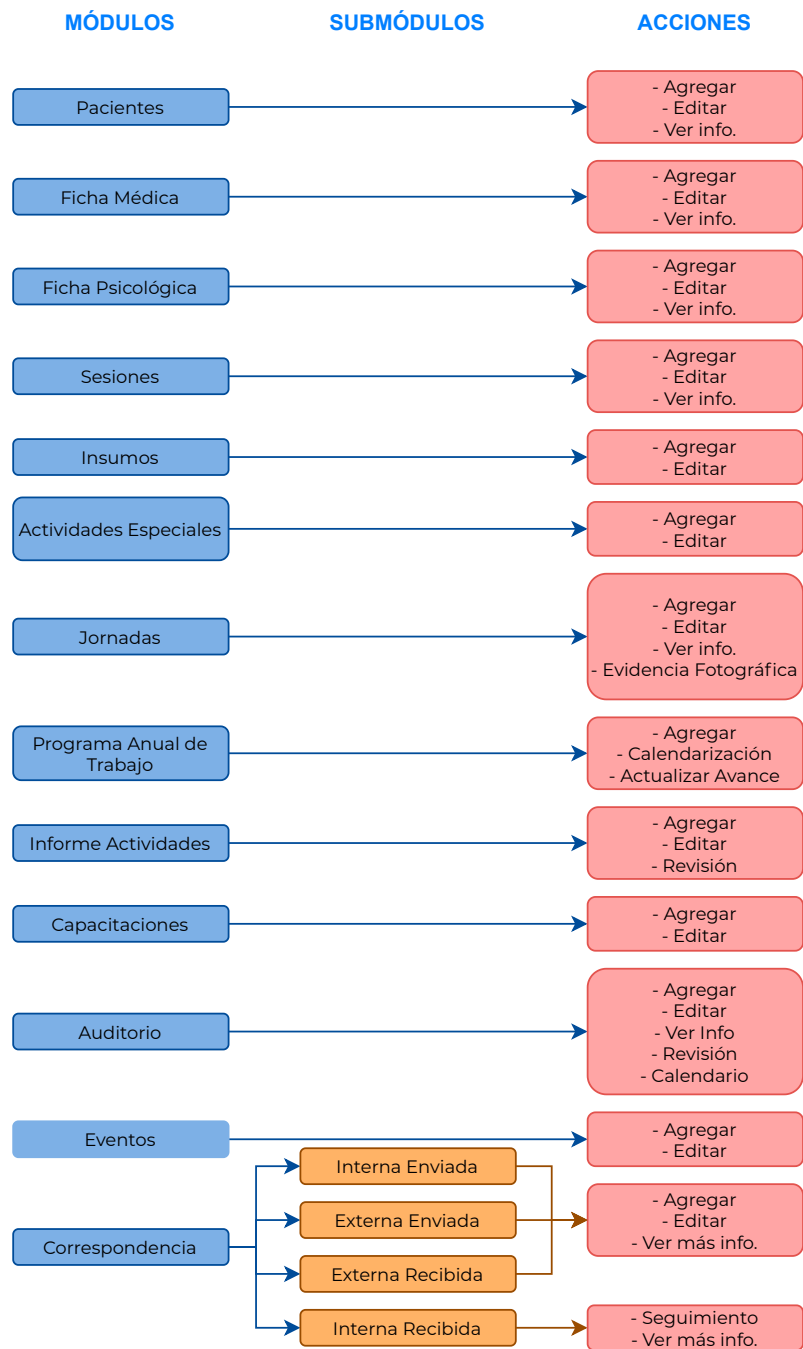 MÓDULOS
SUBMÓDULOS
ACCIONES
Pacientes
- Agregar
- Editar
- Ver info.
Ficha Médica
- Agregar
- Editar
- Ver info.
Ficha Psicológica
- Agregar
- Editar
- Ver info.
Sesiones
- Agregar
- Editar
- Ver info.
Insumos
- Agregar
- Editar
Actividades Especiales
- Agregar
- Editar
Jornadas
- Agregar
- Editar
- Ver info.
- Evidencia Fotográfica
Programa Anual de
Trabajo
- Agregar
- Calendarización
- Actualizar Avance
Informe Actividades
- Agregar
- Editar
- Revisión
Capacitaciones
- Agregar
- Editar
Auditorio
- Agregar
- Editar
- Ver Info
- Revisión
- Calendario
Eventos
- Agregar
- Editar
Correspondencia
Interna Enviada
Externa Enviada
Externa Recibida
- Agregar
- Editar
- Ver más info.
Interna Recibida
- Seguimiento
- Ver más info.